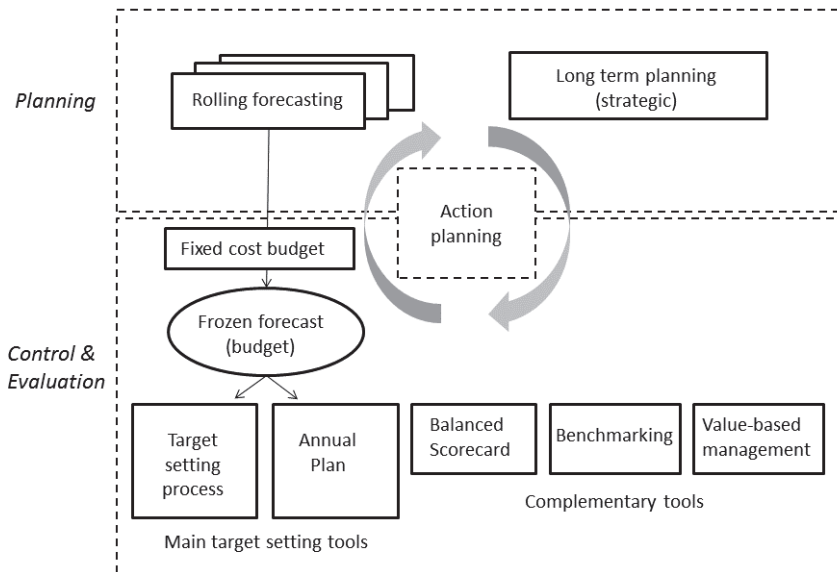 Planning
Rolling forecasting
Long term planning
(strategic)
Action
planning
Fixed cost budget
Frozen forecast
(budget)
Control &
Evaluation
Target
setting
process
Annual
Plan
Balanced
Scorecard
Benchmarking
Value-based
management
Main target setting tools
Complementary tools